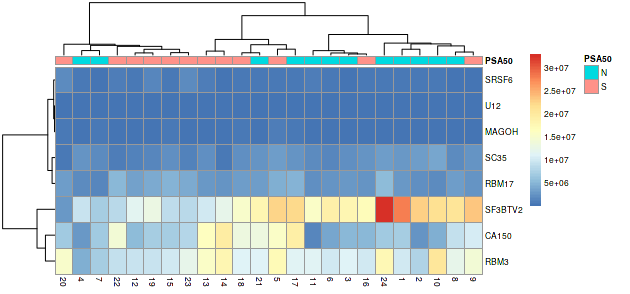 PSA50
SRSF6
U12
MAGOH
SC35
RBM17
SF3BTV2
CA150
RBM3
20 4 7 22 12 19 15 23 13 14 18 21 5 17 11 6 3 16 24 1 2 10 8 9
3e+07
2.5e+07
2e+07
1.5e+07
1e+07
5e+06
PSA50
N
S